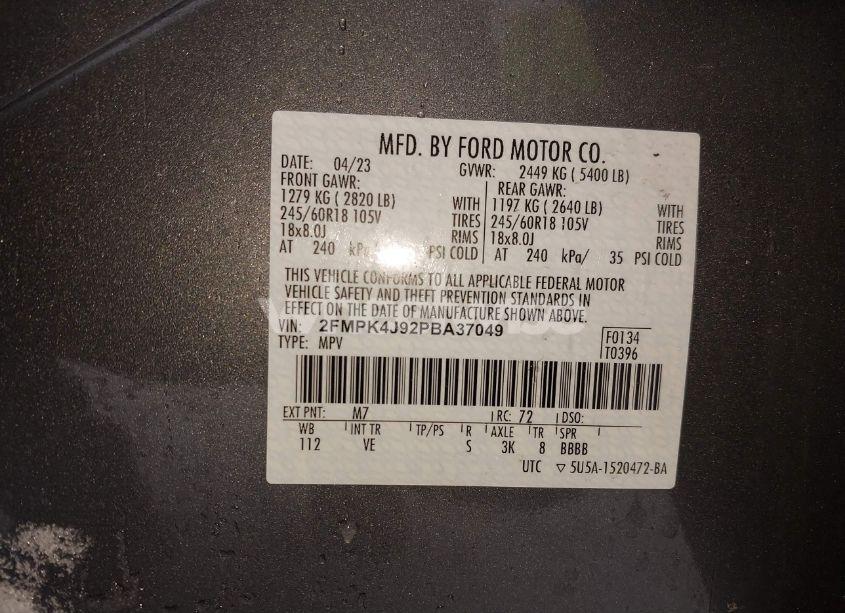 MFD. BY FORD MOTOR CO.
DATE: 04/23 GVWR: 2449 KG ( 5400 LB)
FRONT GAWR: REAR GAWR:
1279 KG ( 2820 LB) WITH 1197 KG ( 2640 LB) WITH
245/60R18 105V TIRES 245/60R18 105V TIRES
18x8.0J RIMS 18x8.0J RIMS
AT 240 kPa/ PSI COLD AT 240 kPa/ 35 PSI COLD
THIS VEHICLE CONFORMS TO ALL APPLICABLE FEDERAL MOTOR
VEHICLE SAFETY AND THEFT PREVENTION STANDARDS IN
EFFECT ON THE DATE OF MANUFACTURE SHOWN ABOVE.
VIN: 2FMPK4J92PBA37049 F0134
TYPE: MPV T0396
EXT PNT: M7 RC: 72 DSO:
WB INT TR TP/PS R AXLE TR SPR
112 VE S 3K 8 BBBB
UTC ▽ 5U5A-1520472-BA